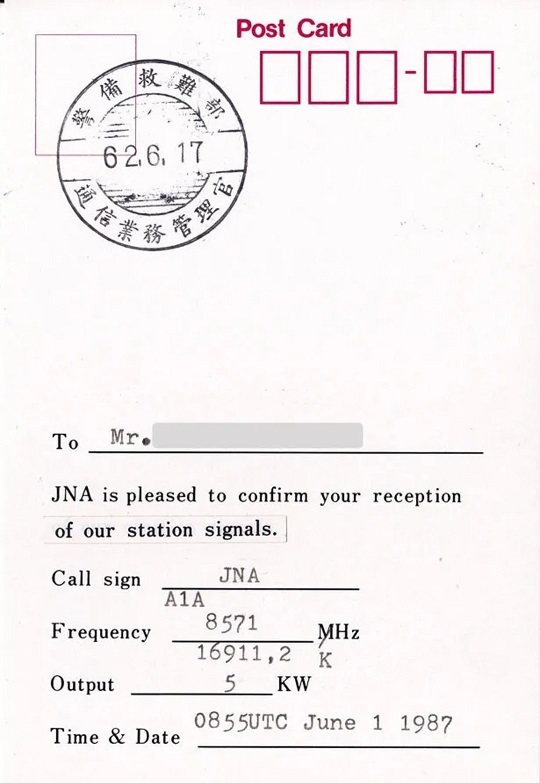 Post Card
警備救難部
62.6.17
通信業務管理官
To Mr.
JNA is pleased to confirm your reception
of our station signals.
Call sign JNA
A1A
Frequency 8571 MHz
16911,2 K
Output 5 KW
Time & Date 0855UTC June 1 1987